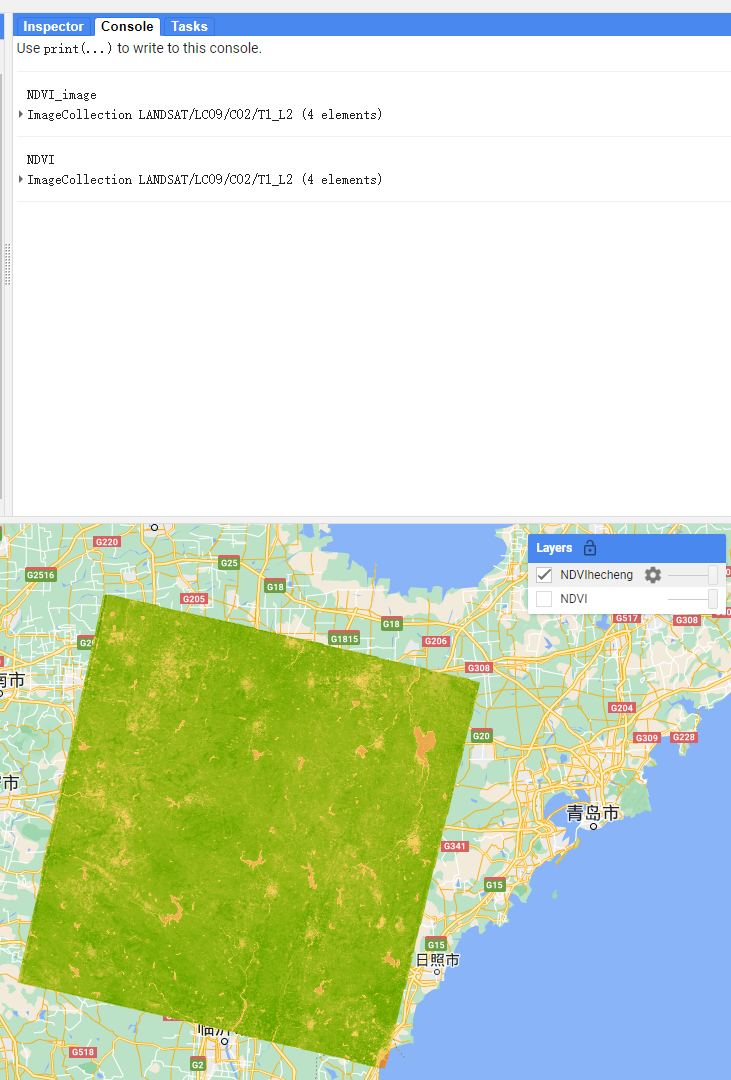 Inspector Console Tasks
Use print(...) to write to this console.
NDVI_image
ImageCollection LANDSAT/LC09/C02/T1_L2 (4 elements)
NDVI
ImageCollection LANDSAT/LC09/C02/T1_L2 (4 elements)
Layers
NDVIhecheng
NDVI
G220
G2516
G25
G18
G205
G18
G1815
G206
G517
G308
G308
南市
G204
G20
G309
G228
市
青岛市
G341
G15
G15
日照市
G518
G2